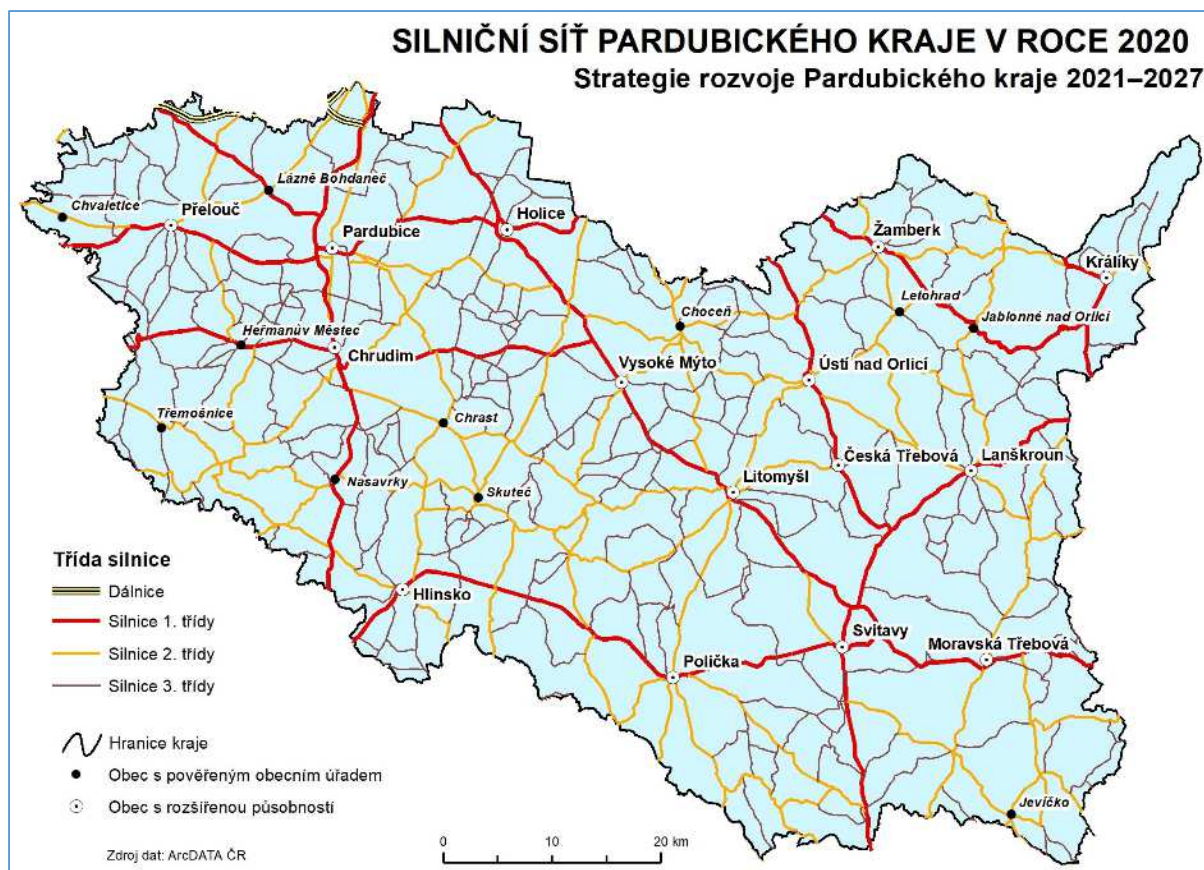 SILNIČNÍ SÍŤ PARDUBICKÉHO KRAJE V ROCE 2020
Strategie rozvoje Pardubického kraje 2021–2027
Lázně Bohdaneč
Chvaletice
Přelouč
Holice
Pardubice
Žamberk
Králíky
Letohrad
Jablonné nad Orlicí
Choceň
Heřmanův Městec
Chrudim
Vysoké Mýto
Ústí nad Orlicí
Třemošnice
Chrast
Česká Třebová
Lanškroun
Nasavrky
Skuteč
Litomyšl
Třída silnice
Dálnice
Hlinsko
Silnice 1. třídy
Svitavy
Moravská Třebová
Silnice 2. třídy
Polička
Silnice 3. třídy
Hranice kraje
Obec s pověřeným obecním úřadem
Obec s rozšířenou působností
Jevíčko
0 10 20 km
Zdroj dat: ArcDATA ČR